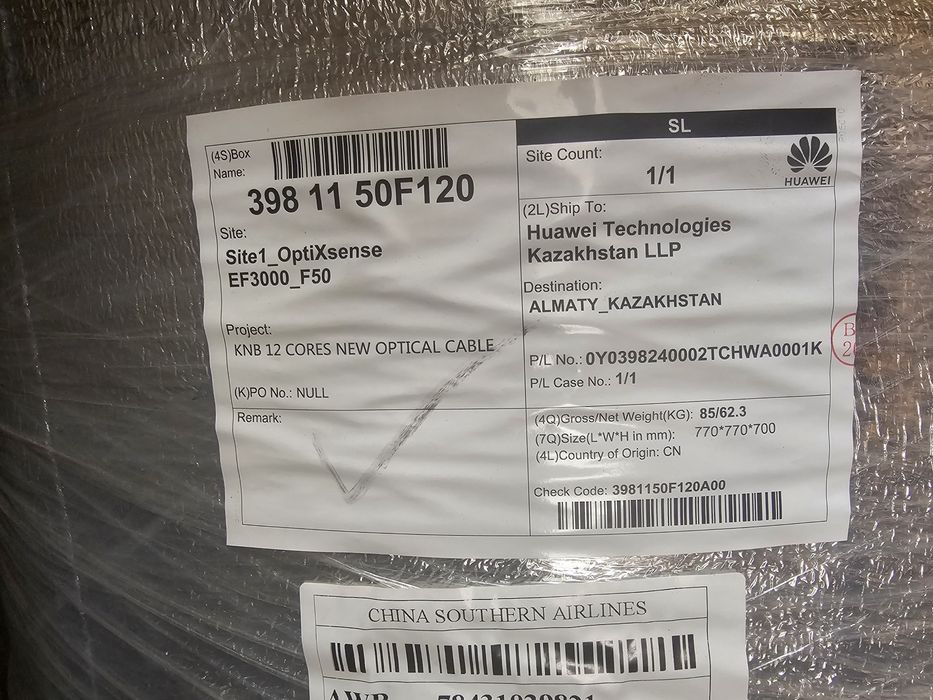 (4S)Box
Name:
398 11 50F120
Site:
Site1_OptiXsense
EF3000_F50
Project:
KNB 12 CORES NEW OPTICAL CABLE
(K)PO No.: NULL
Remark:
SL
Site Count:
1/1
HUAWEI
(2L)Ship To:
Huawei Technologies
Kazakhstan LLP
Destination:
ALMATY_KAZAKHSTAN
P/L No.: 0Y0398240002TCHWA0001K
P/L Case No.: 1/1
(4Q)Gross/Net Weight(KG): 85/62.3
(7Q)Size(L*W*H in mm): 770*770*700
(4L)Country of Origin: CN
Check Code: 3981150F120A00
CHINA SOUTHERN AIRLINES
AWB